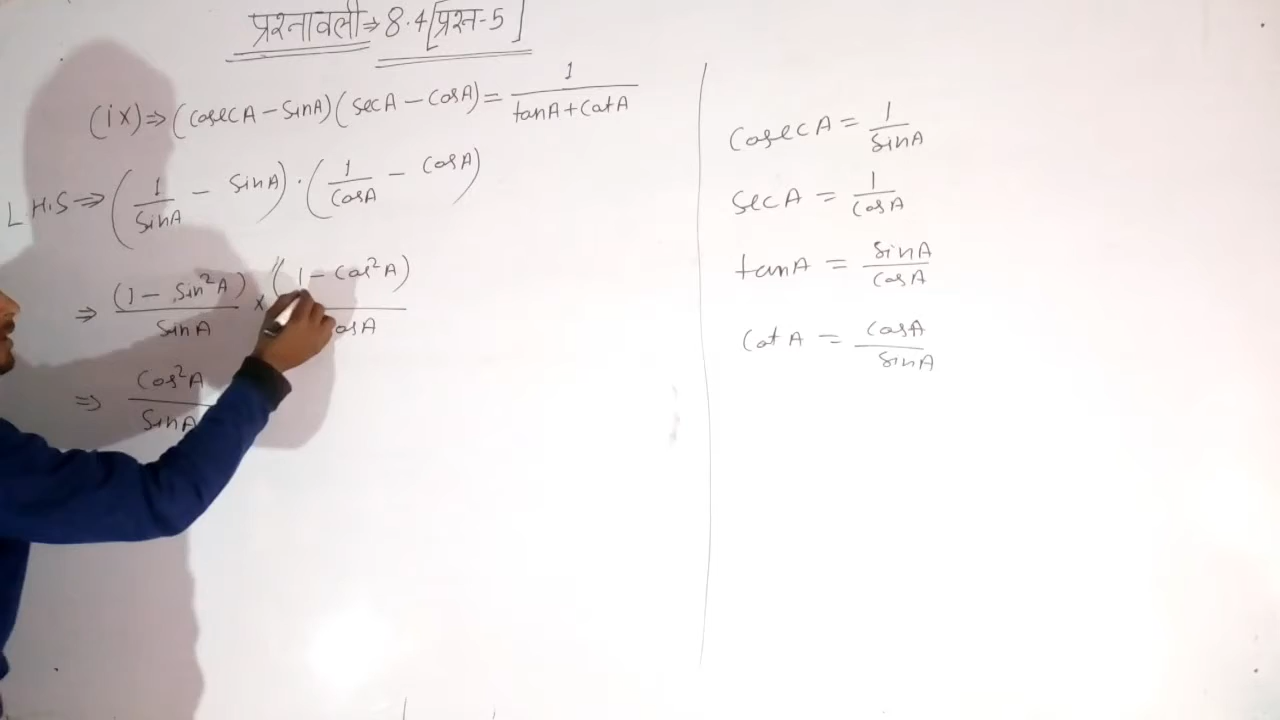 प्रश्नावली⇒8.4[प्रश्न-5]
(ix)⇒(CosecA-SinA)(SecA-CosA)=1/tanA+CotA
L.H.S⇒(1/SinA - SinA)·(1/CosA - CosA)
⇒ (1-Sin²A)/SinA × (1-Cos²A)/CosA
⇒ Cos²A/SinA
CosecA=1/SinA
SecA=1/CosA
tanA=SinA/CosA
CotA=CosA/SinA